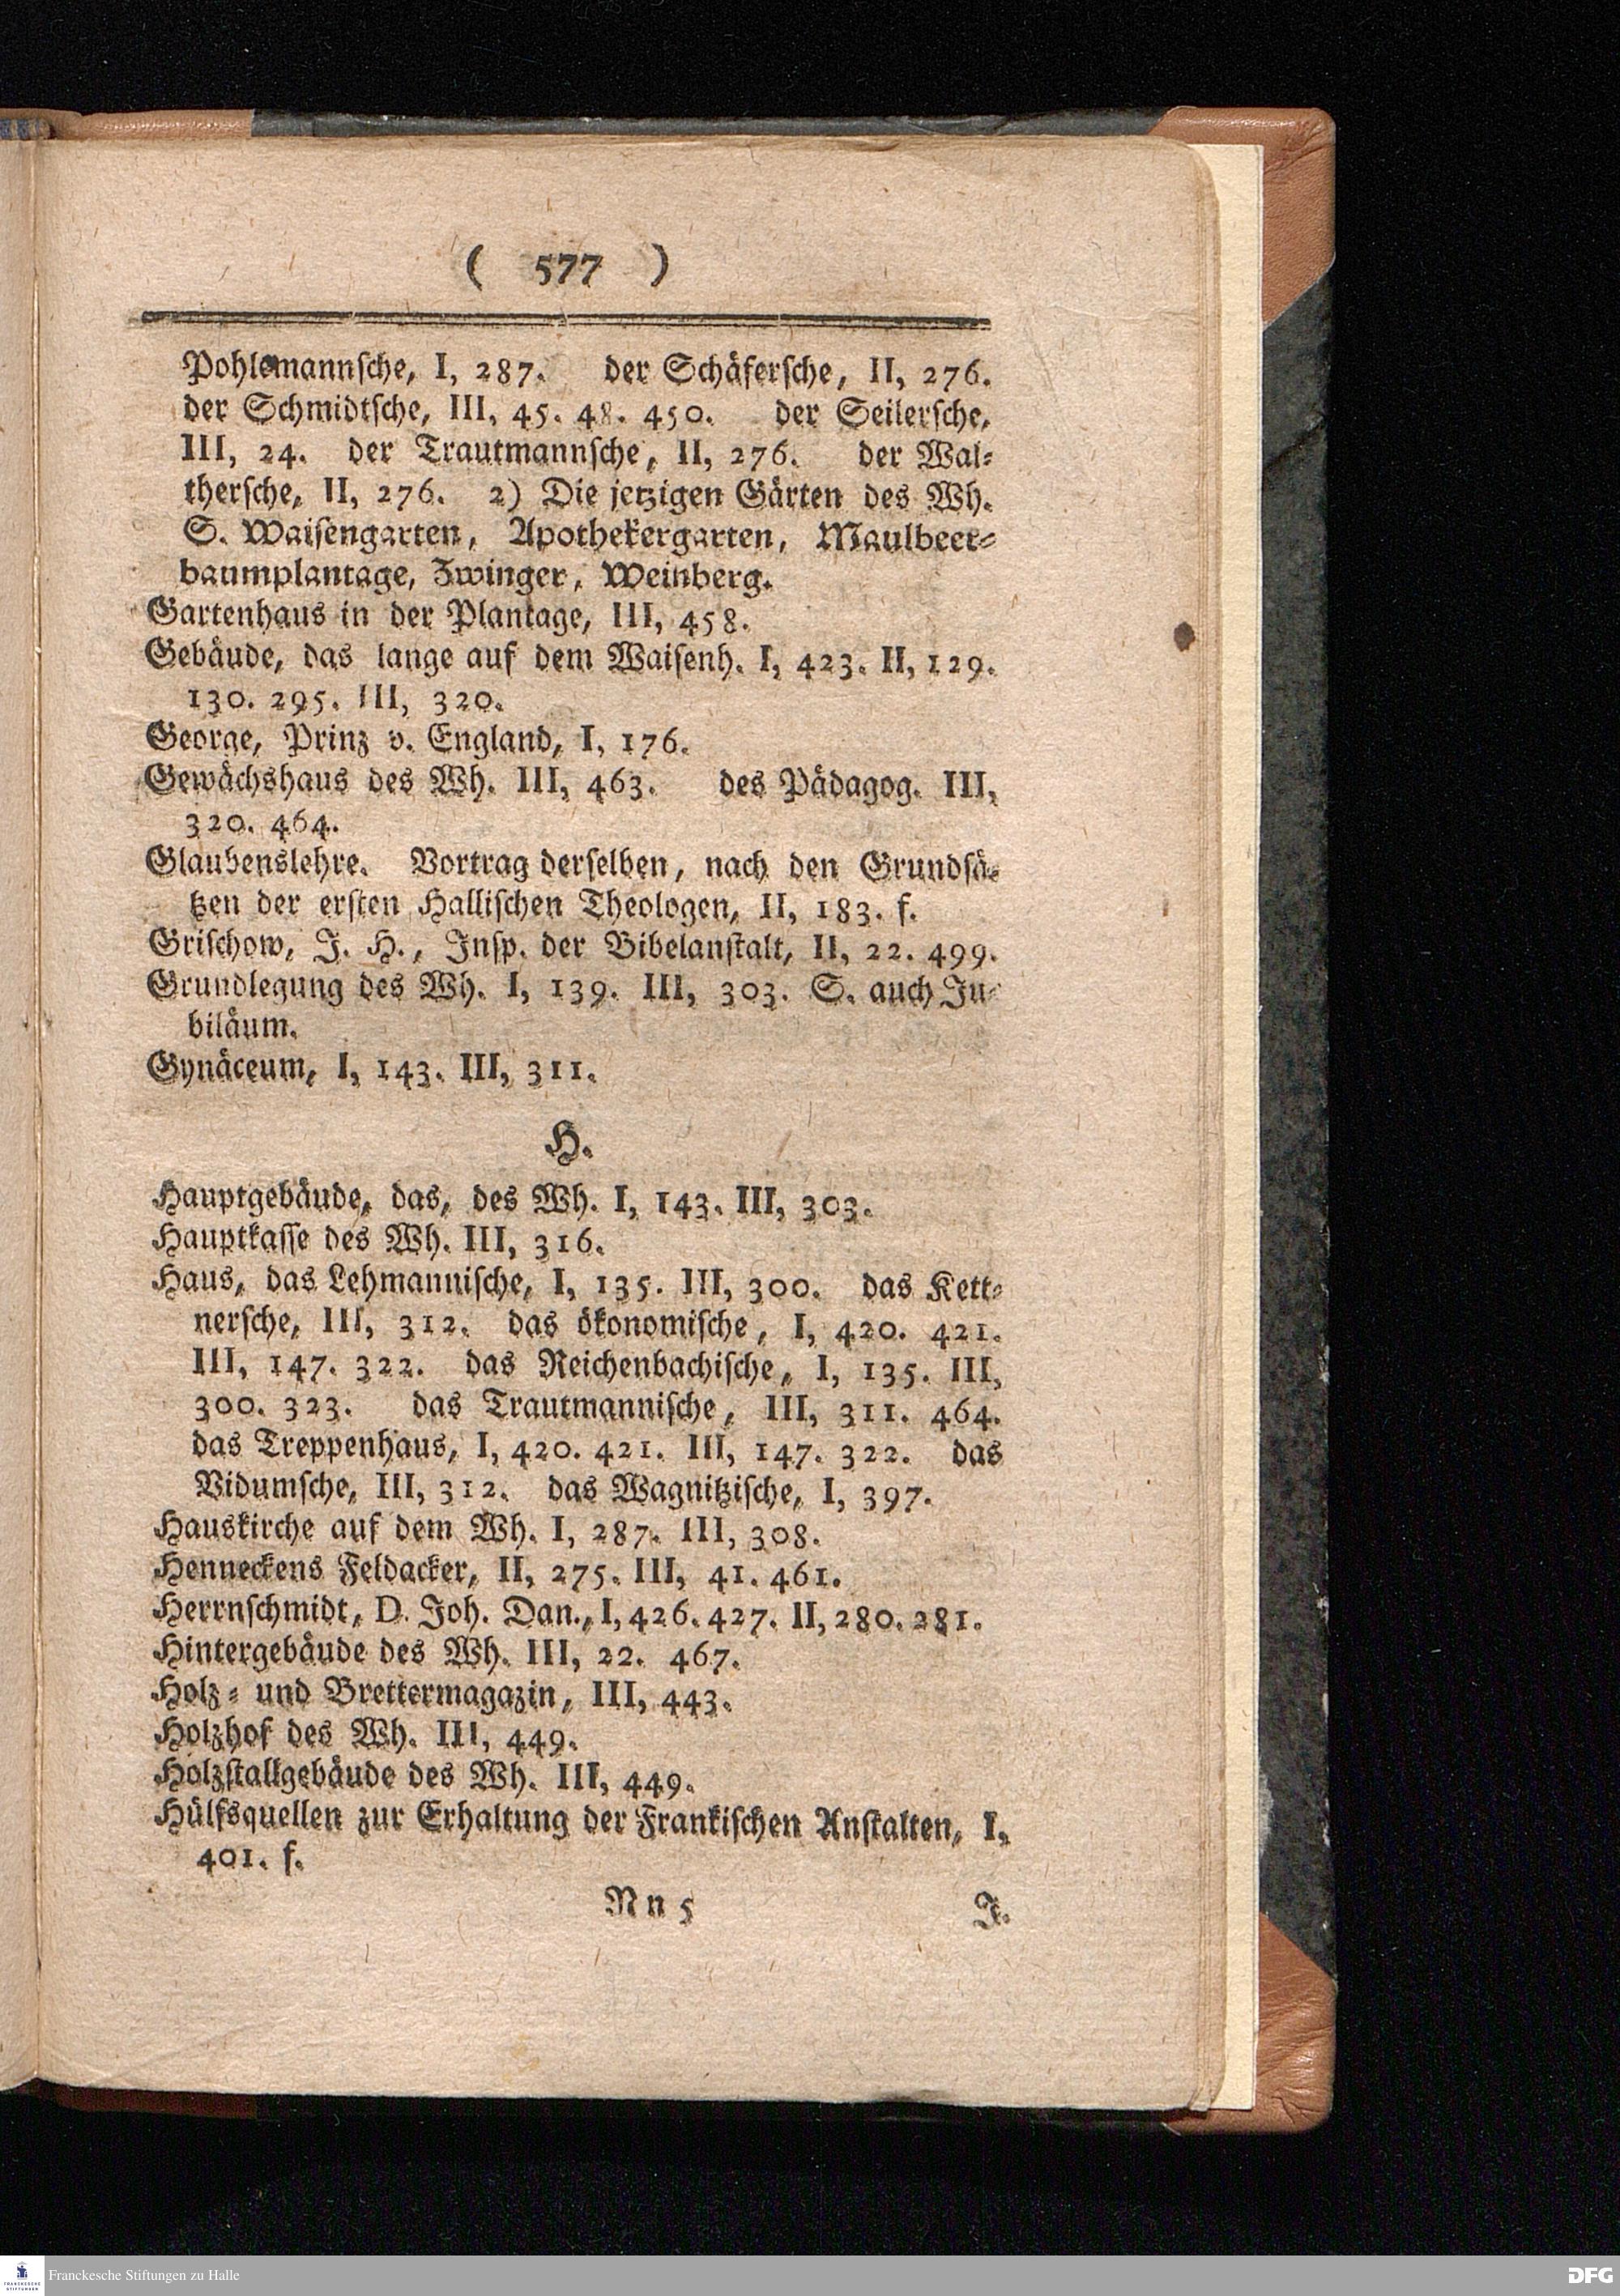 ( 577 )
Pohlemannſche, I, 287. der Schäferſche, II, 276.
der Schmidtſche, III, 45. 48. 450. der Seilerſche,
III, 24. der Trautmannſche, II, 276. der Wal⸗
therſche, II, 276. 2) Die jetzigen Gärten des Wh.
S. Waiſengarten, Apothekergarten, Maulbeer⸗
baumplantage, Zwinger, Weinberg.
Gartenhaus in der Plantage, III, 458.
Gebäude, das lange auf dem Waiſenh. I, 423. II, 129.
130. 295. III, 320.
George, Prinz v. England, I, 176.
Gewächshaus des Wh. III, 463. des Pädagog. III,
320. 464.
Glaubenslehre. Vortrag derſelben, nach den Grundſä⸗
tzen der erſten Halliſchen Theologen, II, 183. f.
Griſchow, J. H., Inſp. der Bibelanſtalt, II, 22. 499.
Grundlegung des Wh. I, 139. III, 303. S. auch Ju⸗
biläum.
Gynäceum, I, 143. III, 311.
H.
Hauptgebäude, das, des Wh. I, 143. III, 303.
Hauptkaſſe des Wh. III, 316.
Haus, das Lehmanniſche, I, 135. III, 300. das Kett⸗
nerſche, III, 312. das ökonomiſche, I, 420. 421.
III, 147. 322. das Reichenbachiſche, I, 135. III,
300. 323. das Trautmanniſche, III, 311. 464.
das Treppenhaus, I, 420. 421. III, 147. 322. das
Vidumſche, III, 312. das Wagnitziſche, I, 397.
Hauskirche auf dem Wh. I, 287. III, 308.
Henneckens Feldacker, II, 275. III, 41. 461.
Herrnſchmidt, D. Joh. Dan., I, 426. 427. II, 280. 281.
Hintergebäude des Wh. III, 22. 467.
Holz⸗ und Brettermagazin, III, 443.
Holzhof des Wh. III, 449.
Holzſtallgebäude des Wh. III, 449.
Hülfsquellen zur Erhaltung der Frankiſchen Anſtalten, I,
401. f.
Nn 5 J.
FRANCKESCHE STIFTUNGEN
Franckesche Stiftungen zu Halle
DFG